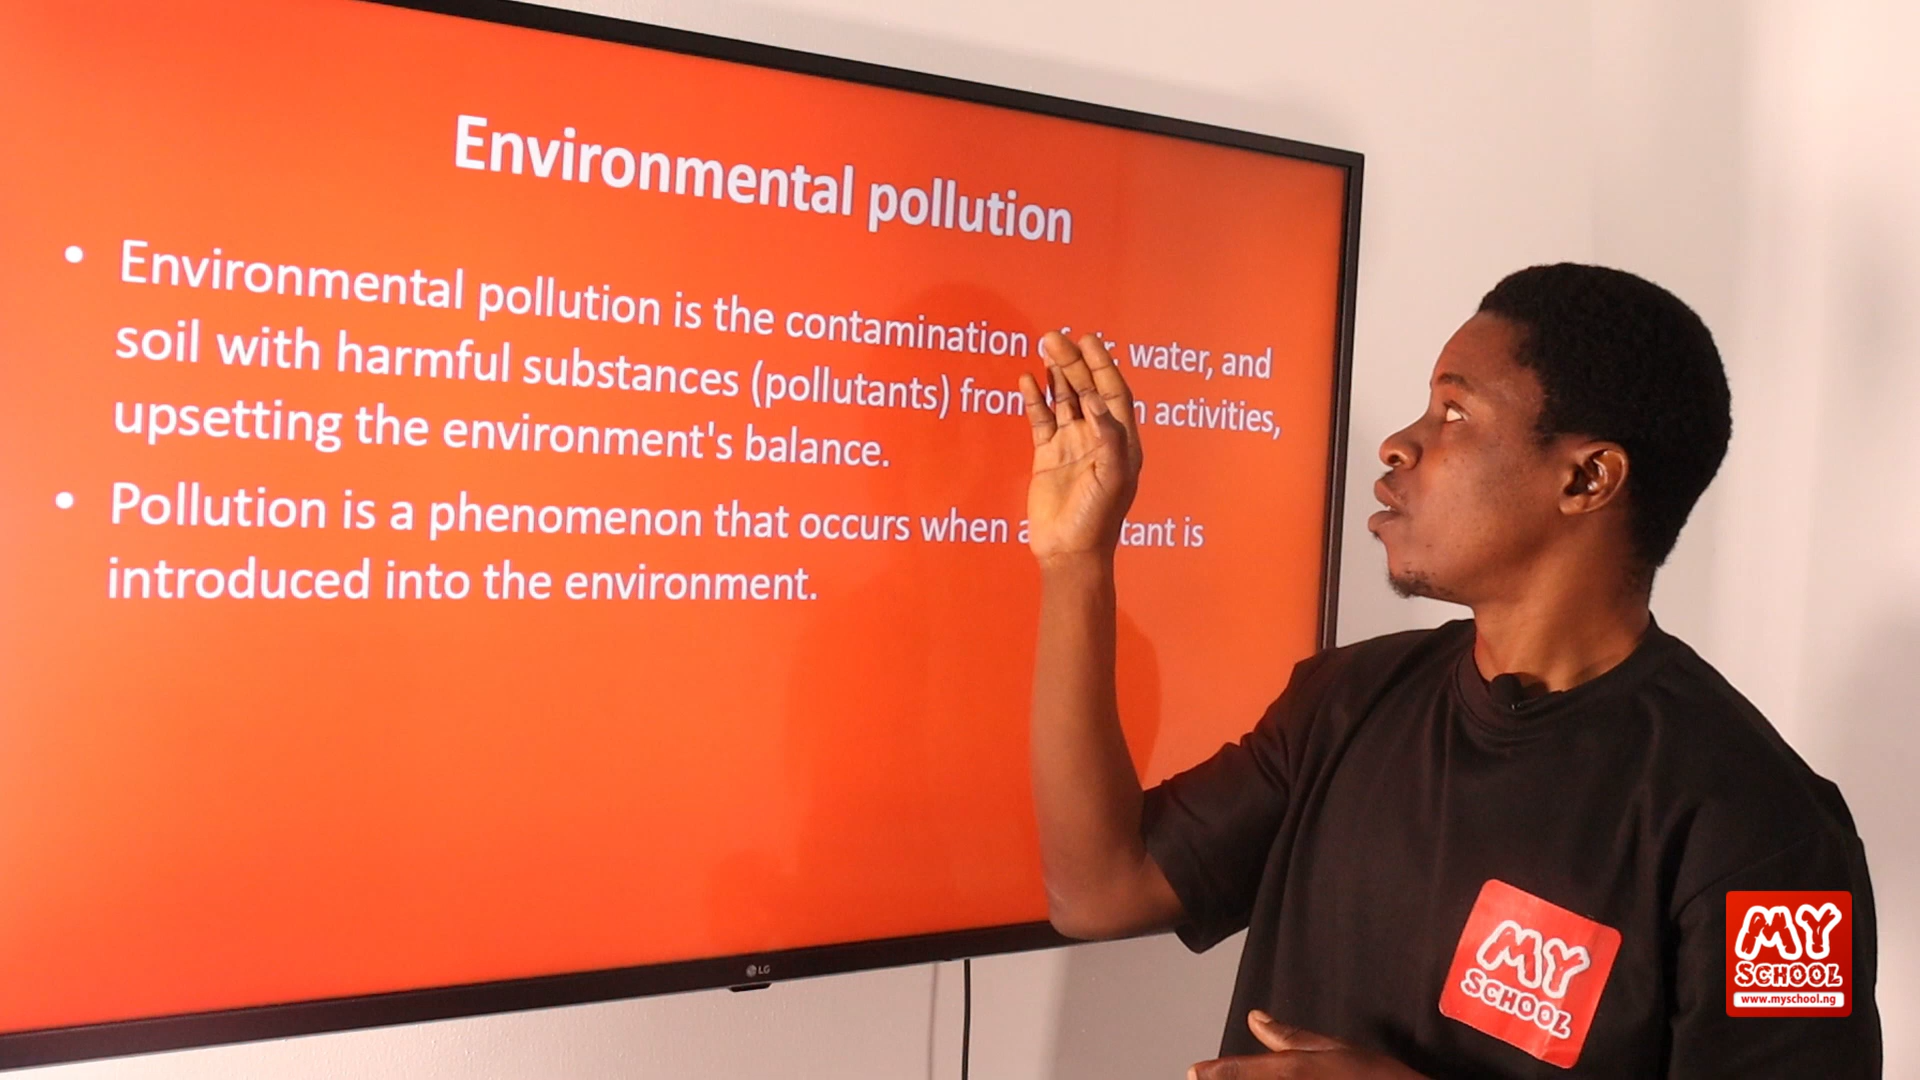 Environmental pollution
• Environmental pollution is the contamination water, and
soil with harmful substances (pollutants) from activities,
upsetting the environment's balance.
• Pollution is a phenomenon that occurs when is
introduced into the environment.
LG
MY
SCHOOL
MY
SCHOOL
www.myschool.ng